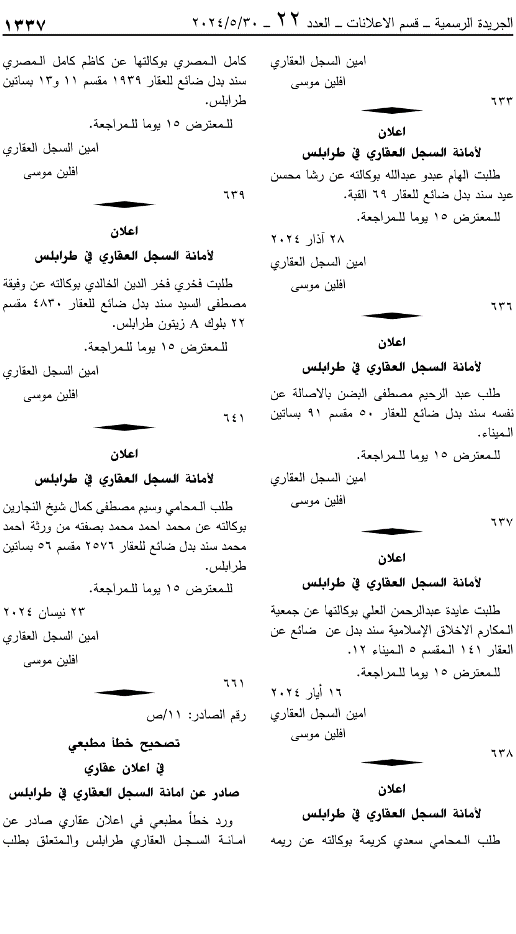 الجريدة الرسمية ــ قسم الاعلانات ــ العدد ٢٢ ــ ٢٠٢٤/٥/٣٠
١٣٣٧
امين السجل العقاري
افلين موسى
٦٣٣
اعلان
لأمانة السجل العقاري في طرابلس
طلبت الهام عبدو عبدالله بوكالته عن رشا محسن
عيد سند بدل ضائع للعقار ٦٩ القبة.
للمعترض ١٥ يوما للمراجعة.
٢٨ آذار ٢٠٢٤
امين السجل العقاري
افلين موسى
٦٣٦
اعلان
لأمانة السجل العقاري في طرابلس
طلب عبد الرحيم مصطفى البضن بالاصالة عن
نفسه سند بدل ضائع للعقار ٥٠ مقسم ٩١ بساتين
الميناء.
للمعترض ١٥ يوما للمراجعة.
امين السجل العقاري
افلين موسى
٦٣٧
اعلان
لأمانة السجل العقاري في طرابلس
طلبت عايدة عبدالرحمن العلي بوكالتها عن جمعية
المكارم الاخلاق الإسلامية سند بدل عن ضائع عن
العقار ١٤١ المقسم ٥ الميناء ١٢.
للمعترض ١٥ يوما للمراجعة.
١٦ أيار ٢٠٢٤
امين السجل العقاري
افلين موسى
٦٣٨
اعلان
لأمانة السجل العقاري في طرابلس
طلب المحامي سعدي كريمة بوكالته عن ريمه
كامل المصري بوكالتها عن كاظم كامل المصري
سند بدل ضائع للعقار ١٩٣٩ مقسم ١١ و١٣ بساتين
طرابلس.
للمعترض ١٥ يوما للمراجعة.
امين السجل العقاري
افلين موسى
٦٣٩
اعلان
لأمانة السجل العقاري في طرابلس
طلبت فخري فخر الدين الخالدي بوكالته عن وفيقة
مصطفى السيد سند بدل ضائع للعقار ٤٨٣٠ مقسم
٢٢ بلوك A زيتون طرابلس.
للمعترض ١٥ يوما للمراجعة.
امين السجل العقاري
افلين موسى
٦٤١
اعلان
لأمانة السجل العقاري في طرابلس
طلب المحامي وسيم مصطفى كمال شيخ النجارين
بوكالته عن محمد احمد محمد بصفته من ورثة احمد
محمد سند بدل ضائع للعقار ٢٥٧٦ مقسم ٥٦ بساتين
طرابلس.
للمعترض ١٥ يوما للمراجعة.
٢٣ نيسان ٢٠٢٤
امين السجل العقاري
افلين موسى
٦٦١
رقم الصادر: ١١/ص
تصحيح خطأ مطبعي
في اعلان عقاري
صادر عن امانة السجل العقاري في طرابلس
ورد خطأ مطبعي في اعلان عقاري صادر عن
امانة السجل العقاري طرابلس والمتعلق بطلب